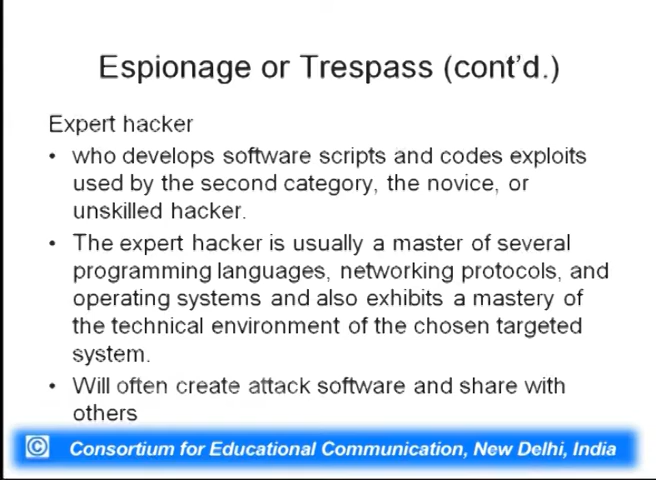 Espionage or Trespass (cont'd.)
Expert hacker
• who develops software scripts and codes exploits
used by the second category, the novice, or
unskilled hacker.
• The expert hacker is usually a master of several
programming languages, networking protocols, and
operating systems and also exhibits a mastery of
the technical environment of the chosen targeted
system.
• Will often create attack software and share with
others
© Consortium for Educational Communication, New Delhi, India